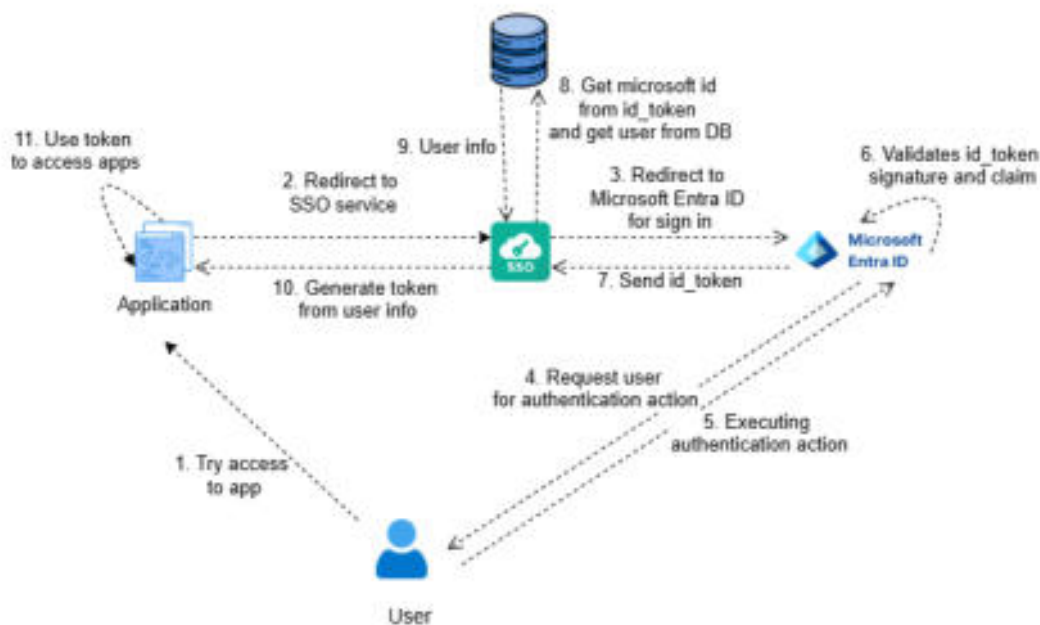 8. Get microsoft id
from id_token
and get user from DB
11. Use token
to access apps
9. User info
6. Validates id_token
signature and claim
2. Redirect to
SSO service
3. Redirect to
Microsoft Entra ID
for sign in
SSO
Microsoft
Entra ID
Application
10. Generate token
from user info
7. Send id_token
4. Request user
for authentication action
5. Executing
authentication action
1. Try access
to app
User